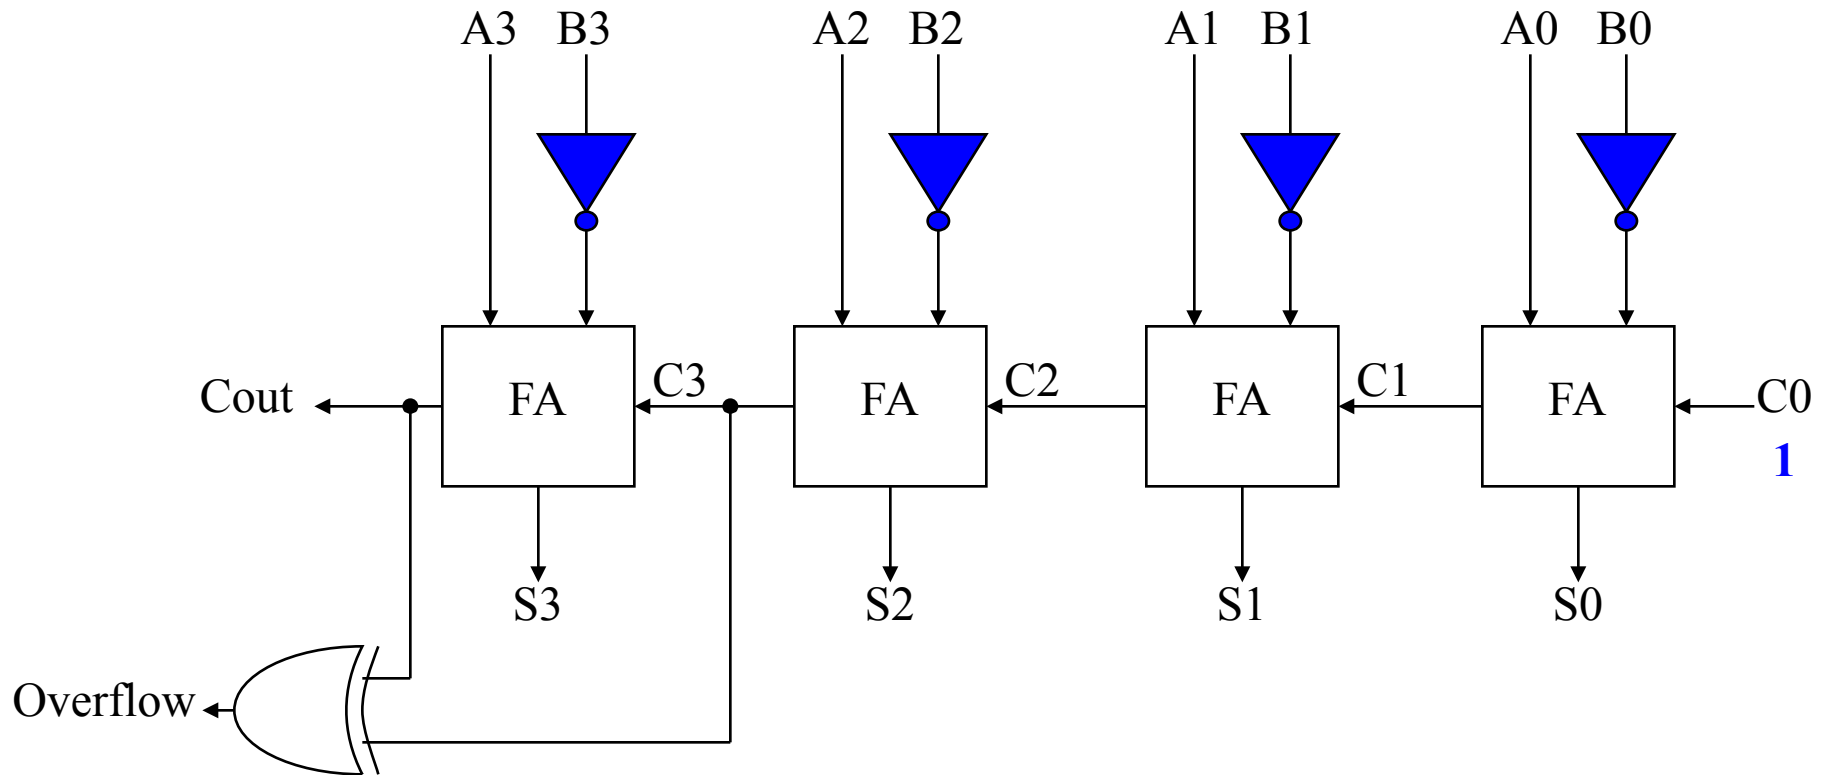 A3 B3 A2 B2 A1 B1 A0 B0
Cout FA C3 FA C2 FA C1 FA C0
1
S3 S2 S1 S0
Overflow